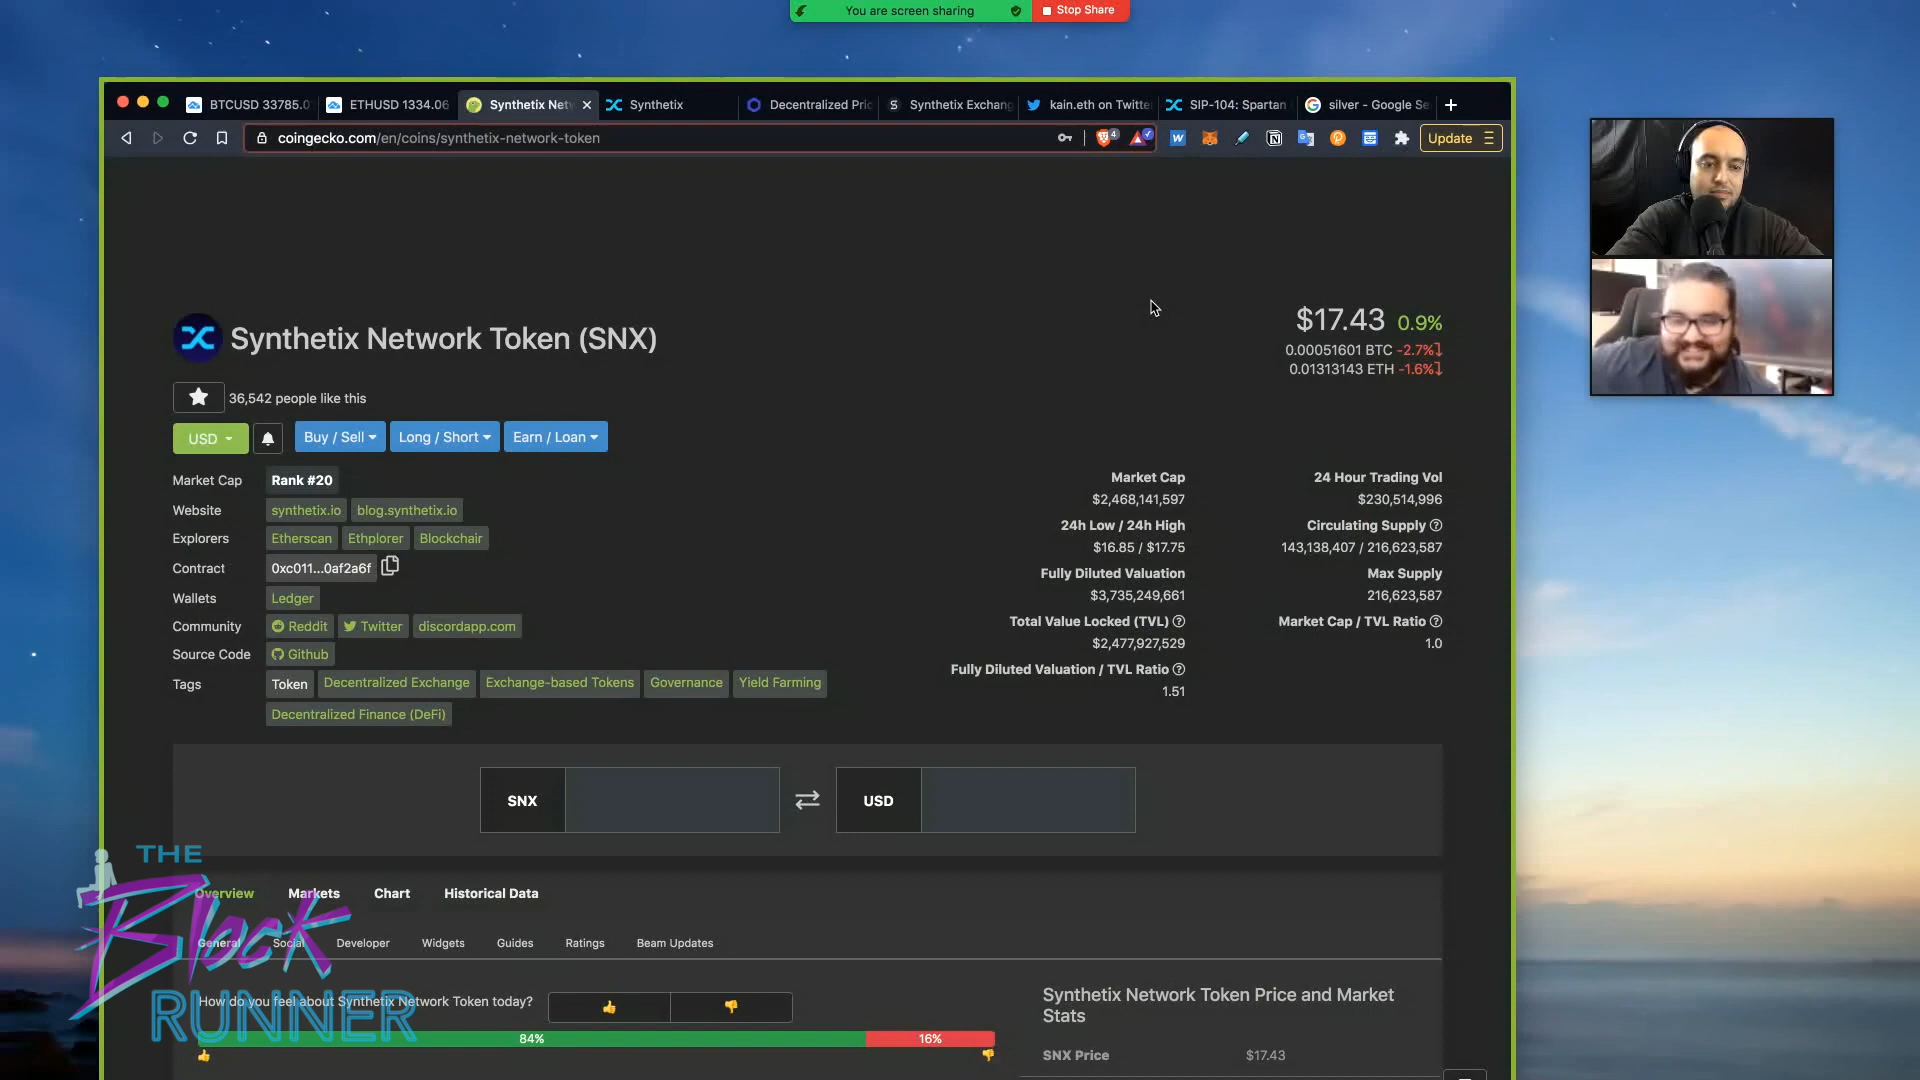 You are screen sharing
Stop Share
BTCUSD 33785.0
ETHUSD 1334.06
Synthetix Net
Synthetix
Decentralized Pric
Synthetix Exchang
kain.eth on Twitte
SIP-104: Spartan
silver - Google Se
coingecko.com/en/coins/synthetix-network-token
4
Update
Synthetix Network Token (SNX)
$17.43 0.9%
0.00051601 BTC -2.7%
0.01313143 ETH -1.6%
36,542 people like this
USD
Buy / Sell
Long / Short
Earn / Loan
Market Cap Rank #20
Website synthetix.io blog.synthetix.io
Explorers Etherscan Ethplorer Blockchair
Contract 0xc011...0af2a6f
Wallets Ledger
Community Reddit Twitter discordapp.com
Source Code Github
Tags Token Decentralized Exchange Exchange-based Tokens Governance Yield Farming
Decentralized Finance (DeFi)
Market Cap
$2,468,141,597
24h Low / 24h High
$16.85 / $17.75
Fully Diluted Valuation
$3,735,249,661
Total Value Locked (TVL)
$2,477,927,529
Fully Diluted Valuation / TVL Ratio
1.51
24 Hour Trading Vol
$230,514,996
Circulating Supply
143,138,407 / 216,623,587
Max Supply
216,623,587
Market Cap / TVL Ratio
1.0
SNX
USD
Overview Markets Chart Historical Data
General Social Developer Widgets Guides Ratings Beam Updates
How do you feel about Synthetix Network Token today?
84%
16%
Synthetix Network Token Price and Market
Stats
SNX Price $17.43
THE
Block
RUNNER